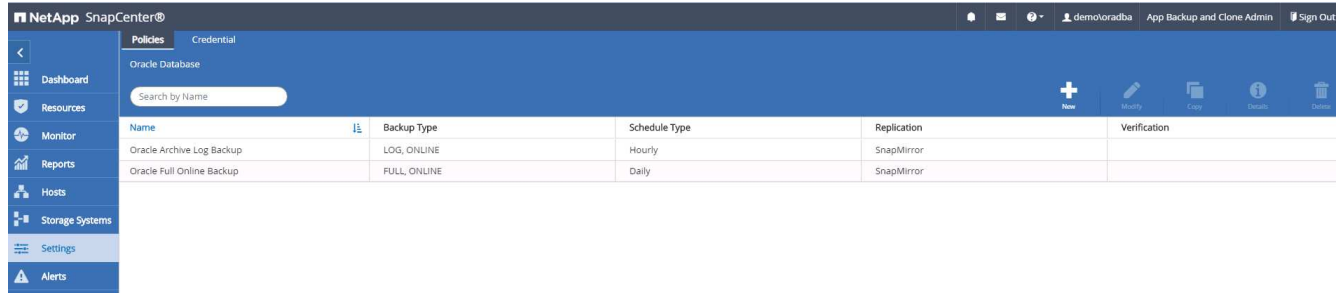 NetApp SnapCenter®
demo\oradba App Backup and Clone Admin Sign Out
Policies Credential
Oracle Database
Search by Name
New Modify Copy Details Delete
Dashboard
Resources
Monitor
Reports
Hosts
Storage Systems
Settings
Alerts
Name Backup Type Schedule Type Replication Verification
Oracle Archive Log Backup LOG, ONLINE Hourly SnapMirror
Oracle Full Online Backup FULL, ONLINE Daily SnapMirror